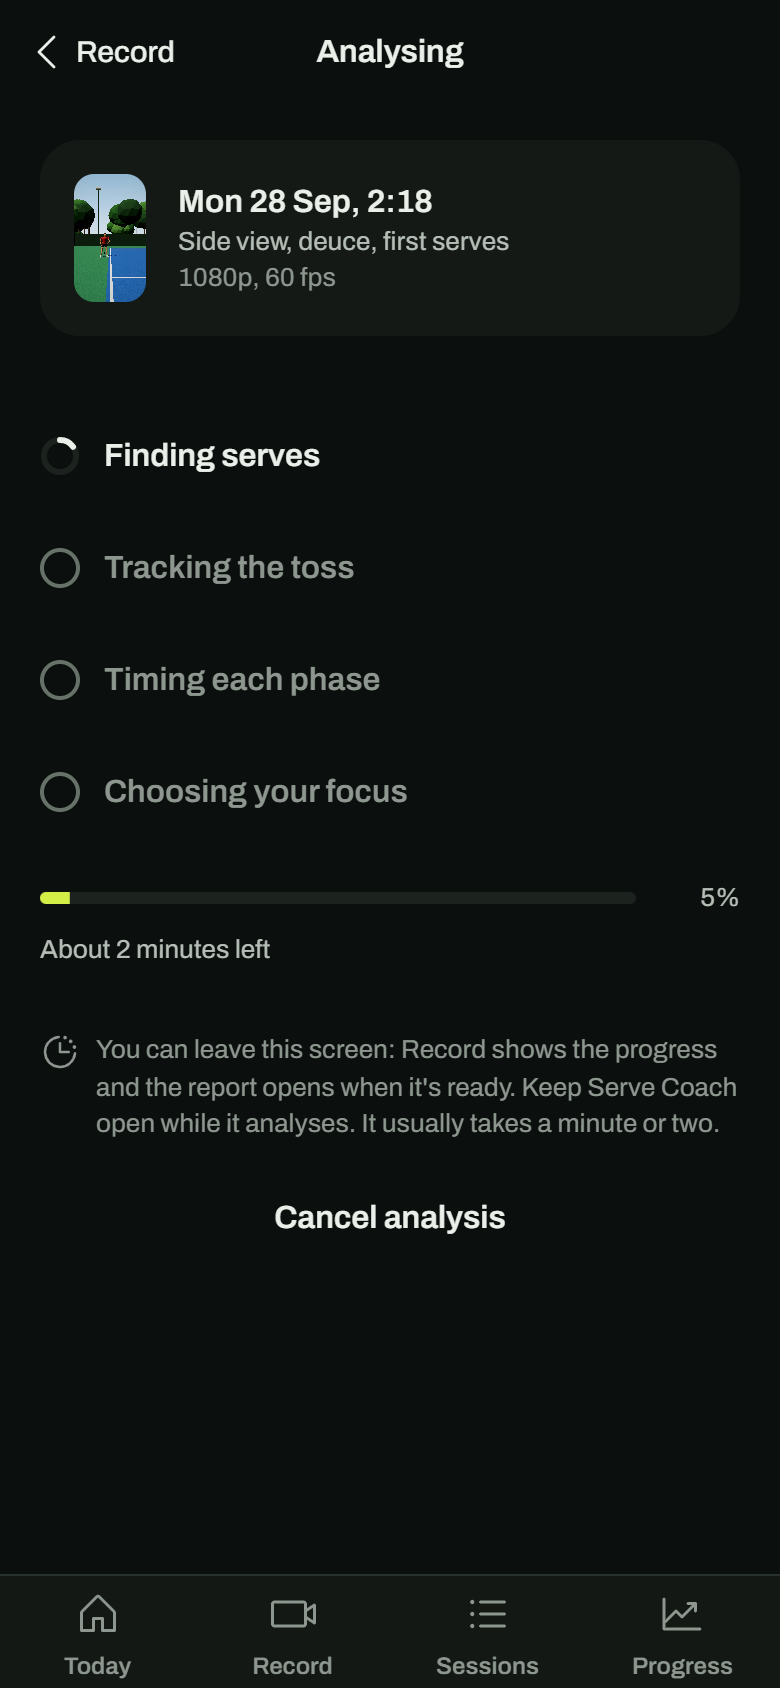 Record
Analysing
Mon 28 Sep, 2:18
Side view, deuce, first serves
1080p, 60 fps
Finding serves
Tracking the toss
Timing each phase
Choosing your focus
5%
About 2 minutes left
You can leave this screen: Record shows the progress
and the report opens when it's ready. Keep Serve Coach
open while it analyses. It usually takes a minute or two.
Cancel analysis
Today
Record
Sessions
Progress